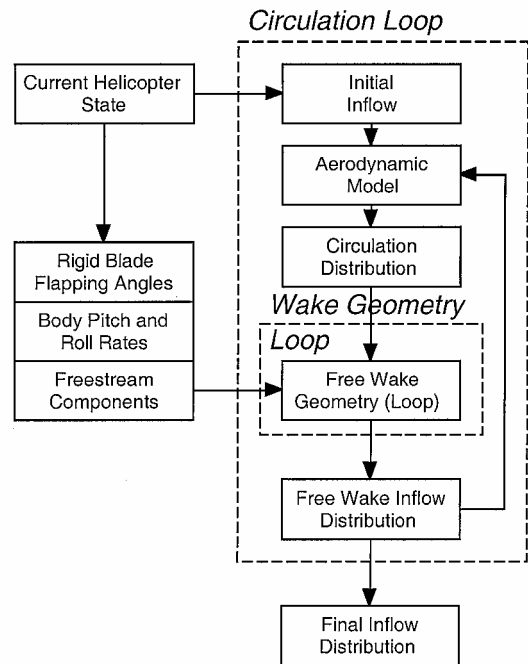 Circulation Loop
Current Helicopter
State
Initial
Inflow
Aerodynamic
Model
Circulation
Distribution
Rigid Blade
Flapping Angles
Body Pitch and
Roll Rates
Freestream
Components
Wake Geometry
Loop
Free Wake
Geometry (Loop)
Free Wake Inflow
Distribution
Final Inflow
Distribution